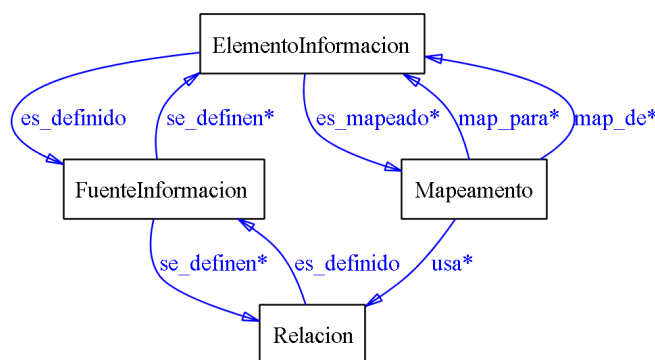 ElementoInformacion
es_definido se_definen* es_mapeado* map_para* map_de*
FuenteInformacion Mapeamento
se_definen* es_definido usa*
Relacion